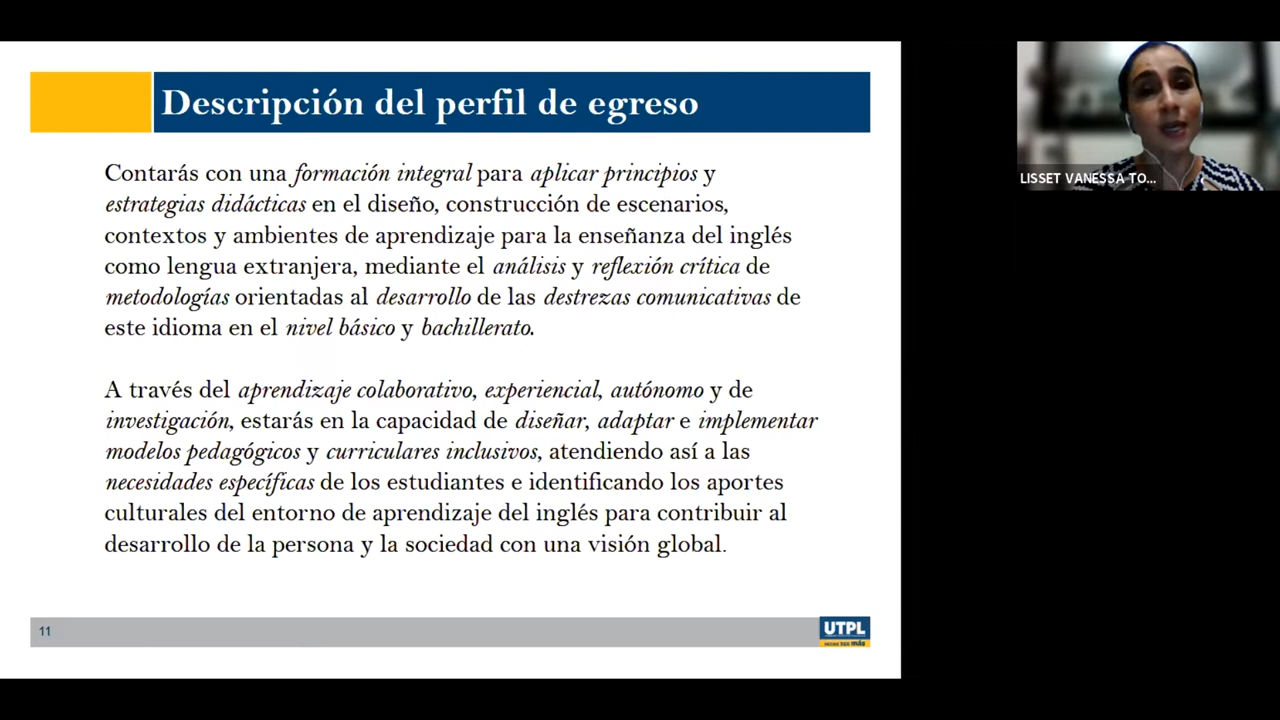 Descripción del perfil de egreso
Contarás con una formación integral para aplicar principios y
estrategias didácticas en el diseño, construcción de escenarios,
contextos y ambientes de aprendizaje para la enseñanza del inglés
como lengua extranjera, mediante el análisis y reflexión crítica de
metodologías orientadas al desarrollo de las destrezas comunicativas de
este idioma en el nivel básico y bachillerato.
A través del aprendizaje colaborativo, experiencial, autónomo y de
investigación, estarás en la capacidad de diseñar, adaptar e implementar
modelos pedagógicos y curriculares inclusivos, atendiendo así a las
necesidades específicas de los estudiantes e identificando los aportes
culturales del entorno de aprendizaje del inglés para contribuir al
desarrollo de la persona y la sociedad con una visión global.
11
UTPL
DECIDE SER más
LISSET VANESSA TO...